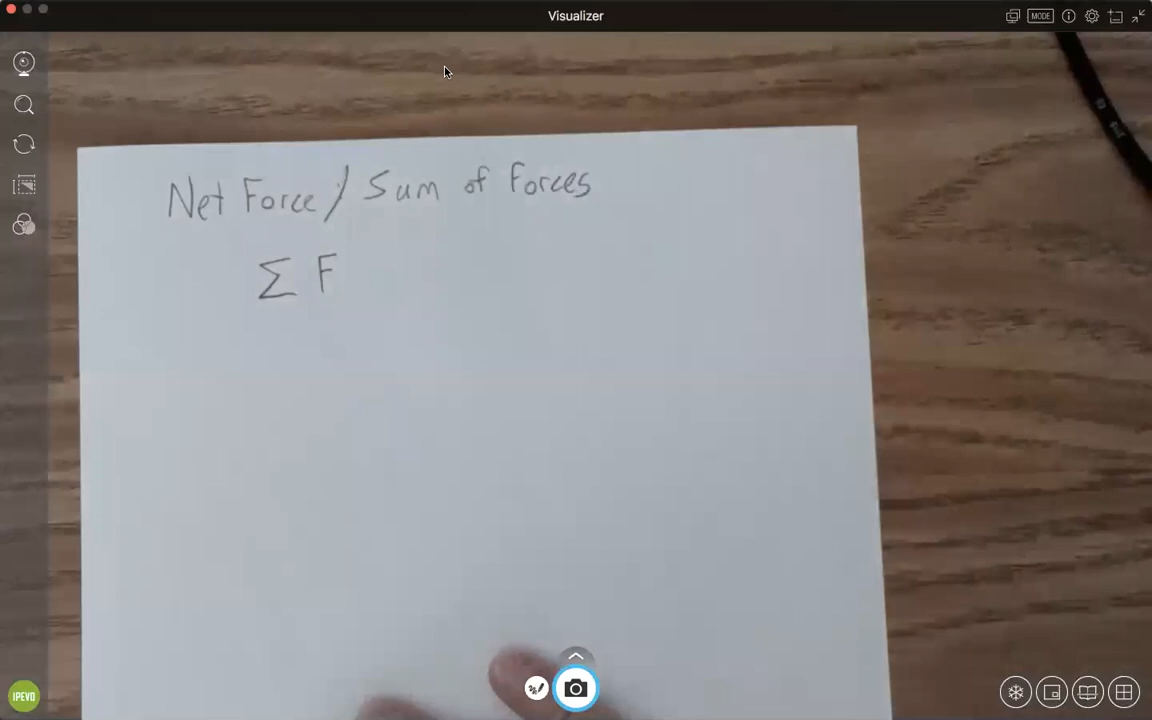 Visualizer
MODE
Net Force / Sum of Forces
Σ F
IPEVO